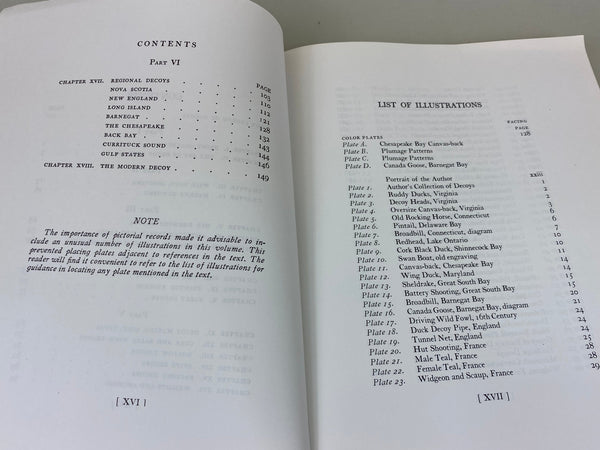 CONTENTS
PART VI
PAGE
CHAPTER XVII. REGIONAL DECOYS . . . . . 103
NOVA SCOTIA . . . . . 110
NEW ENGLAND . . . . . 112
LONG ISLAND . . . . . 121
BARNEGAT . . . . . 128
THE CHESAPEAKE . . . . . 132
BACK BAY . . . . . 143
CURRITUCK SOUND . . . . . 144
GULF STATES . . . . . 146
CHAPTER XVIII. THE MODERN DECOY . . . . . 149
NOTE
The importance of pictorial records made it advisable to in-
clude an unusual number of illustrations in this volume. This
prevented placing plates adjacent to references in the text. The
reader will find it convenient to refer to the list of illustrations for
guidance in locating any plate mentioned in the text.
[ XVI ]
LIST OF ILLUSTRATIONS
FACING
PAGE
COLOR PLATES
Plate A. Chesapeake Bay Canvas-back 128
Plate B. Plumage Patterns
Plate C. Plumage Patterns
Plate D. Canada Goose, Barnegat Bay
Portrait of the Author xxiii
Plate 1. Author's Collection of Decoys 1
Plate 2. Ruddy Ducks, Virginia
Plate 3. Decoy Heads, Virginia
Plate 4. Oversize Canvas-back, Virginia 3
Plate 5. Old Rocking Horse, Connecticut 6
Plate 6. Pintail, Delaware Bay 6
Plate 7. Broadbill, Connecticut, diagram 7
Plate 8. Redhead, Lake Ontario 10
Plate 9. Cork Black Duck, Shinnecock Bay 10
Plate 10. Swan Boat, old engraving 11
Plate 11. Canvas-back, Chesapeake Bay 14
Plate 12. Wing Duck, Maryland 14
Plate 13. Sheldrake, Great South Bay 14
Plate 14. Battery Shooting, Great South Bay 15
Plate 15. Broadbill, Barnegat Bay 20
Plate 16. Canada Goose, Barnegat Bay, diagram
Plate 17. Driving Wild Fowl, 16th Century
Plate 18. Duck Decoy Pipe, England 24
Plate 19. Tunnel Net, England 25
Plate 20. Hut Shooting, France 28
Plate 21. Male Teal, France 28
Plate 22. Female Teal, France 28
Plate 23. Widgeon and Scaup, France 29
[ XVII ]